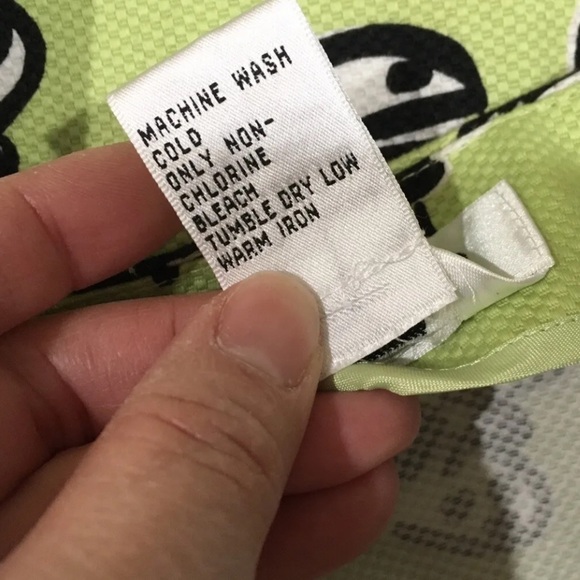 MACHINE WASH
COLD
ONLY NON-
CHLORINE
BLEACH
TUMBLE DRY LOW
WARM IRON